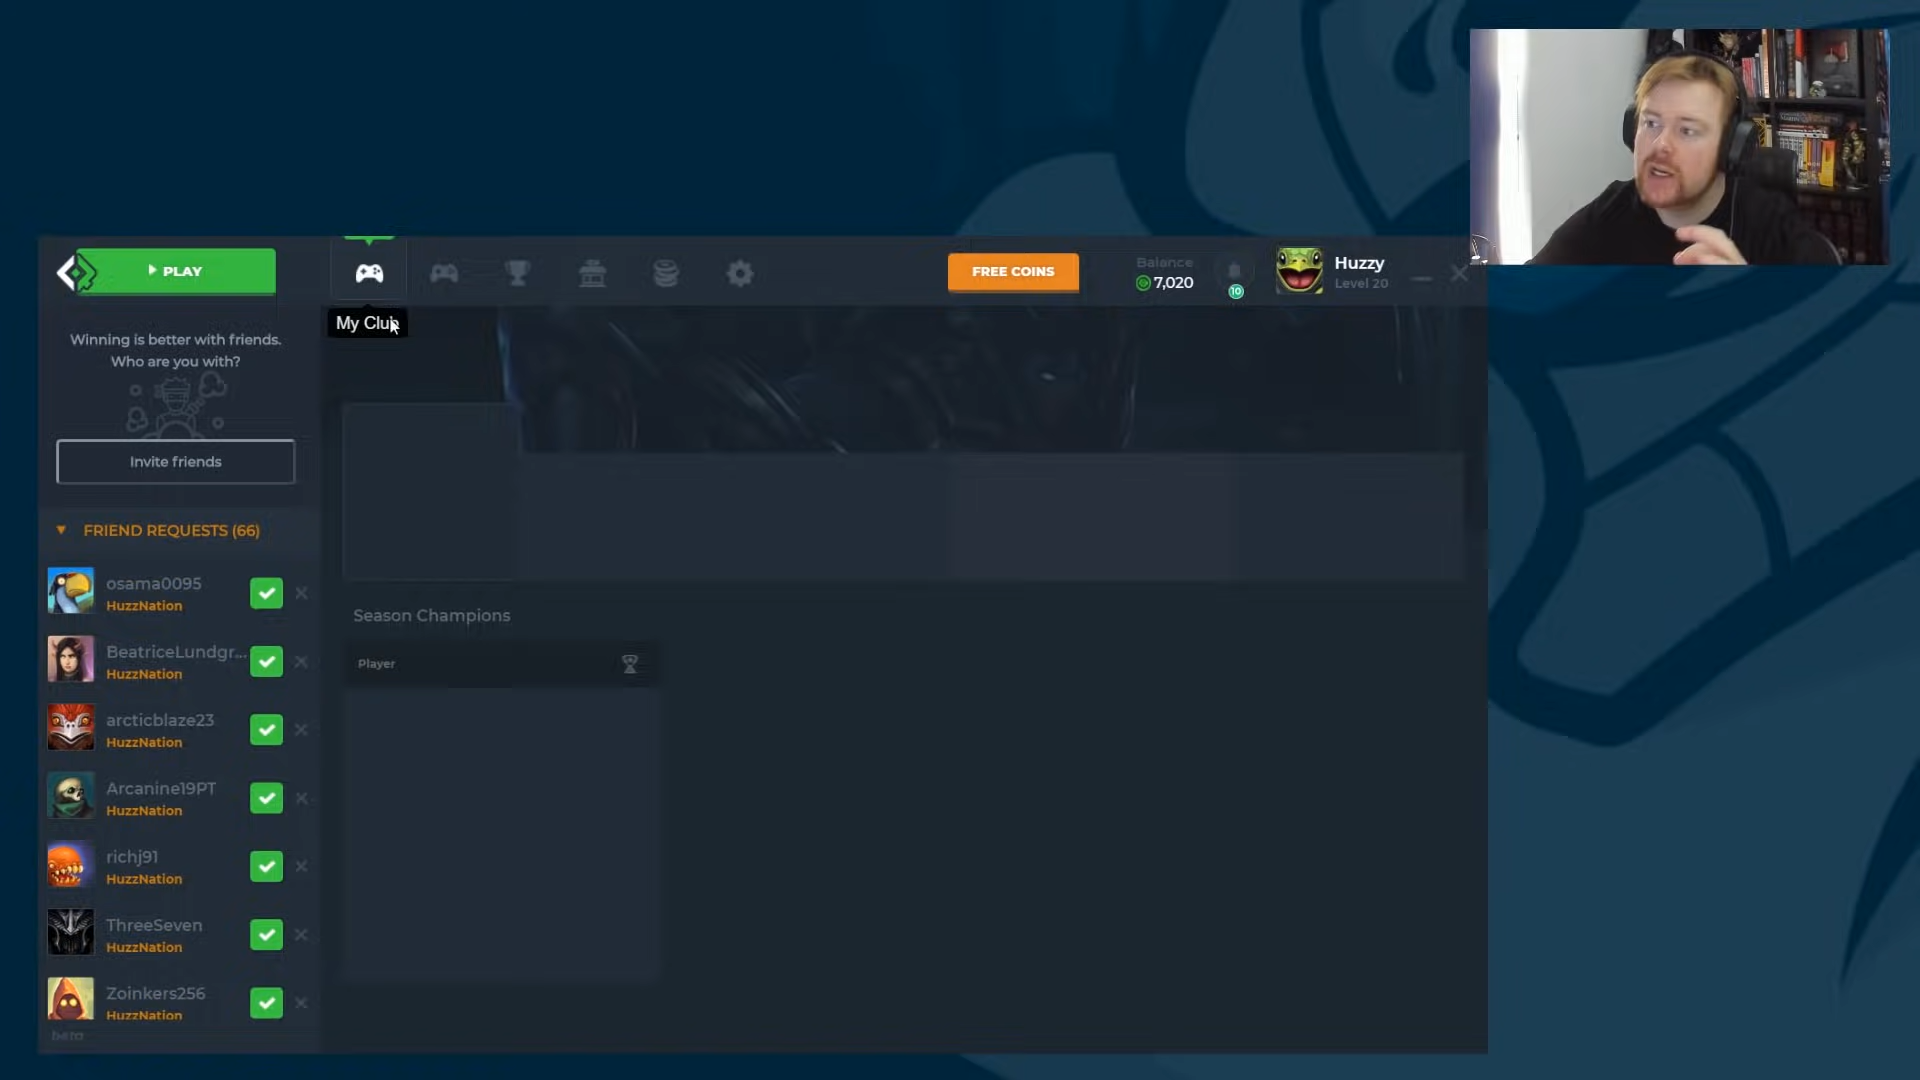 PLAY
FREE COINS
Balance
7,020
10
Huzzy
Level 20
My Club
Winning is better with friends.
Who are you with?
Invite friends
FRIEND REQUESTS (66)
osama0095
HuzzNation
BeatriceLundgr...
HuzzNation
arcticblaze23
HuzzNation
Arcanine19PT
HuzzNation
richj91
HuzzNation
ThreeSeven
HuzzNation
Zoinkers256
HuzzNation
beta
Season Champions
Player